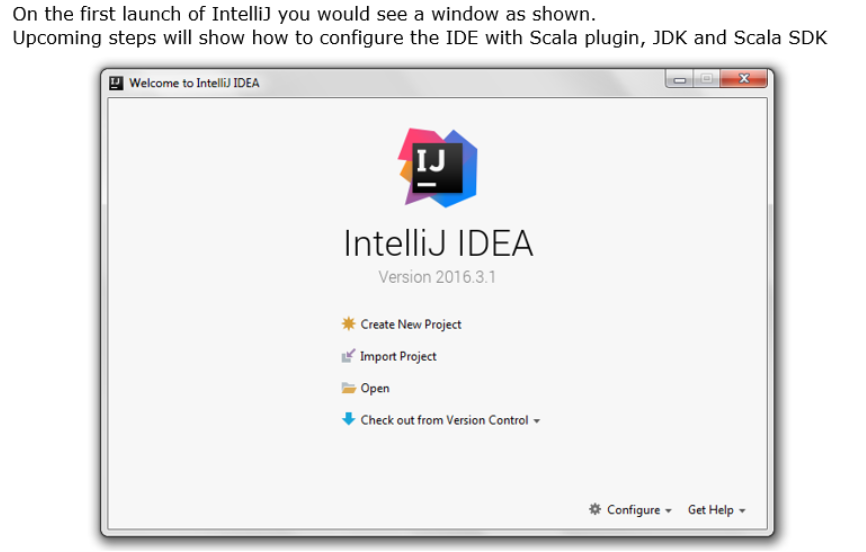 On the first launch of IntelliJ you would see a window as shown.
Upcoming steps will show how to configure the IDE with Scala plugin, JDK and Scala SDK
Welcome to IntelliJ IDEA
IJ
IntelliJ IDEA
Version 2016.3.1
Create New Project
Import Project
Open
Check out from Version Control
Configure Get Help